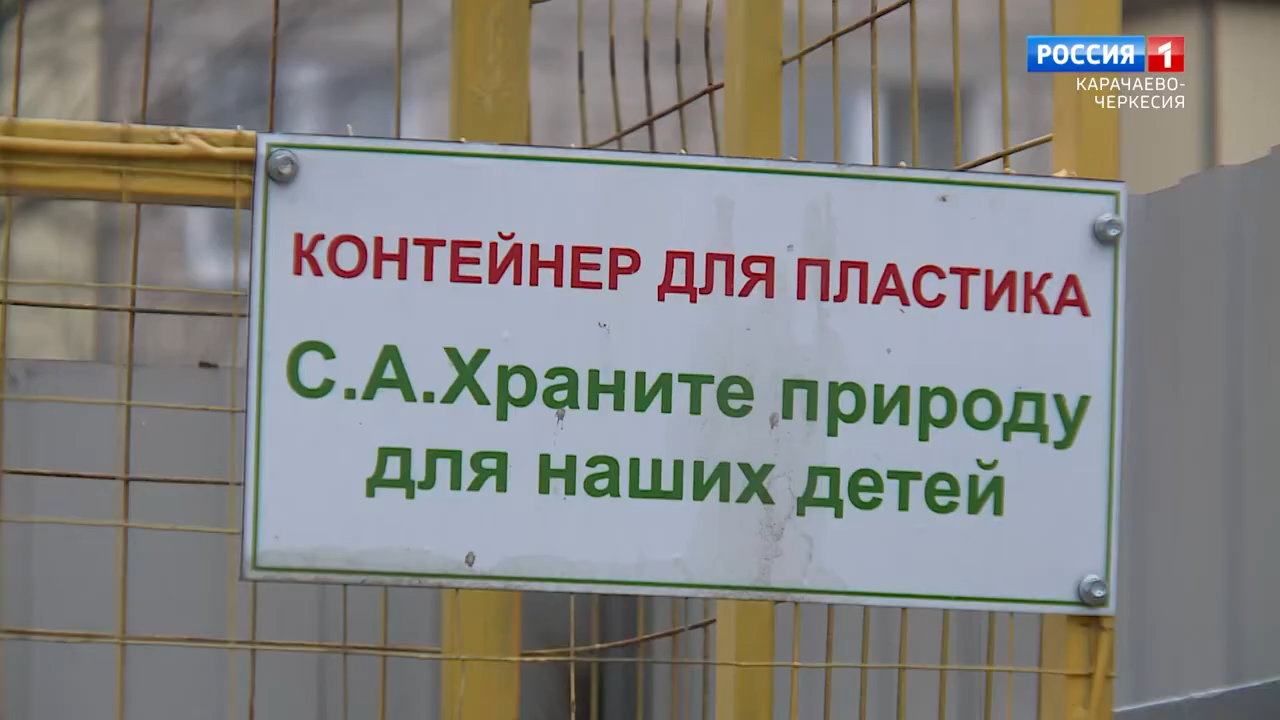 РОССИЯ 1
КАРАЧАЕВО-
ЧЕРКЕСИЯ
КОНТЕЙНЕР ДЛЯ ПЛАСТИКА
С.А.Храните природу
для наших детей